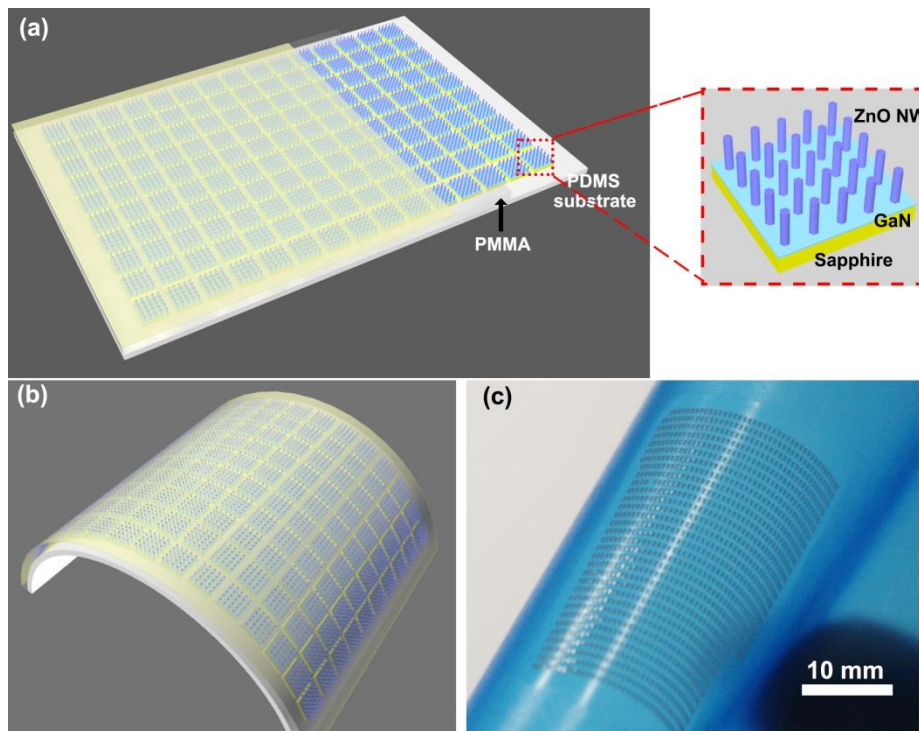 (a)
ZnO NW
PDMS
substrate
PMMA
GaN
Sapphire
(b)
(c)
10 mm